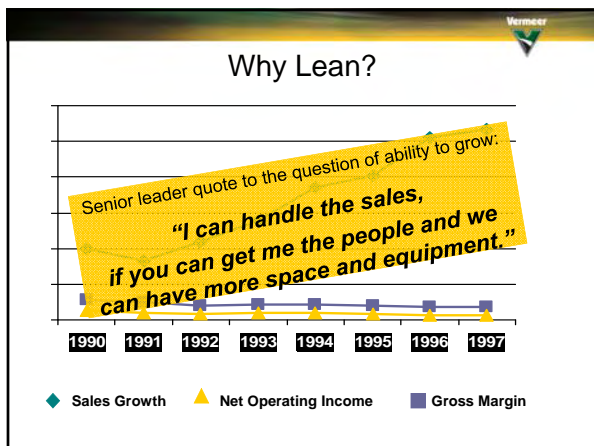 Vermeer
Why Lean?
Senior leader quote to the question of ability to grow:
“I can handle the sales,
if you can get me the people and we
can have more space and equipment.”
1990 1991 1992 1993 1994 1995 1996 1997
Sales Growth Net Operating Income Gross Margin